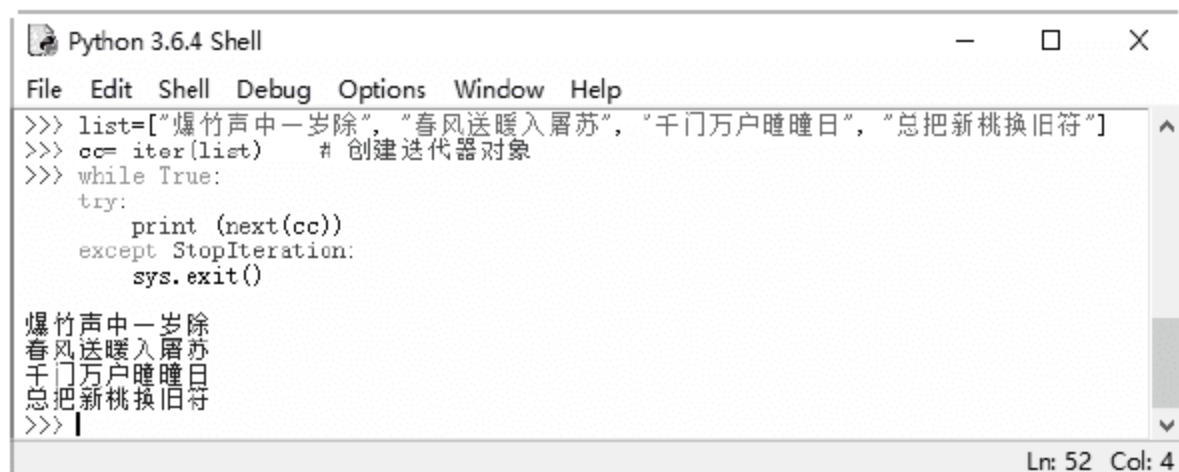 Python 3.6.4 Shell
File Edit Shell Debug Options Window Help
>>> list=["爆竹声中一岁除", "春风送暖入屠苏", "千门万户曈曈日", "总把新桃换旧符"]
>>> cc= iter(list)    # 创建迭代器对象
>>> while True:
    try:
        print (next(cc))
    except StopIteration:
        sys.exit()
爆竹声中一岁除
春风送暖入屠苏
千门万户曈曈日
总把新桃换旧符
>>>
Ln: 52 Col: 4